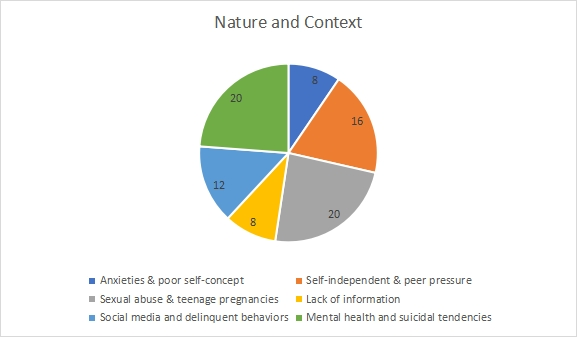 Nature and Context
8
16
20
8
12
20
Anxieties & poor self-concept
Self-independent & peer pressure
Sexual abuse & teenage pregnancies
Lack of information
Social media and delinquent behaviors
Mental health and suicidal tendencies